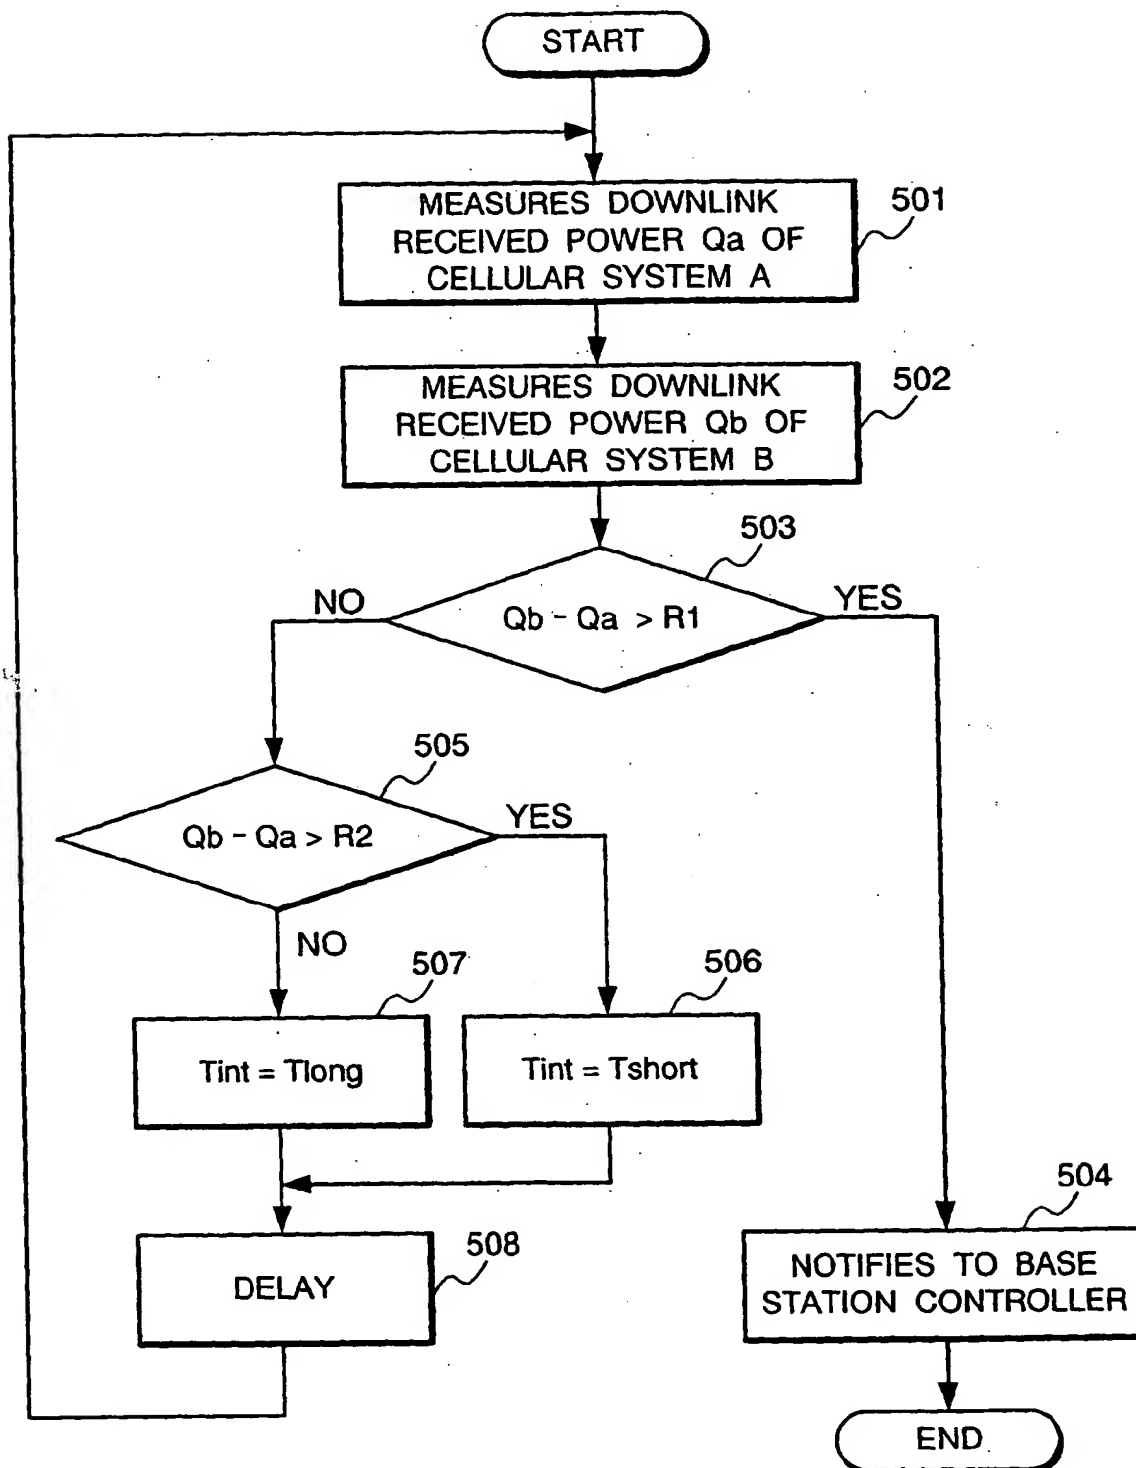 START
MEASURES DOWNLINK
RECEIVED POWER Qa OF
CELLULAR SYSTEM A
501
MEASURES DOWNLINK
RECEIVED POWER Qb OF
CELLULAR SYSTEM B
502
503
NO
Qb - Qa > R1
YES
505
Qb - Qa > R2
YES
NO
507
506
Tint = Tlong
Tint = Tshort
504
508
DELAY
NOTIFIES TO BASE
STATION CONTROLLER
END